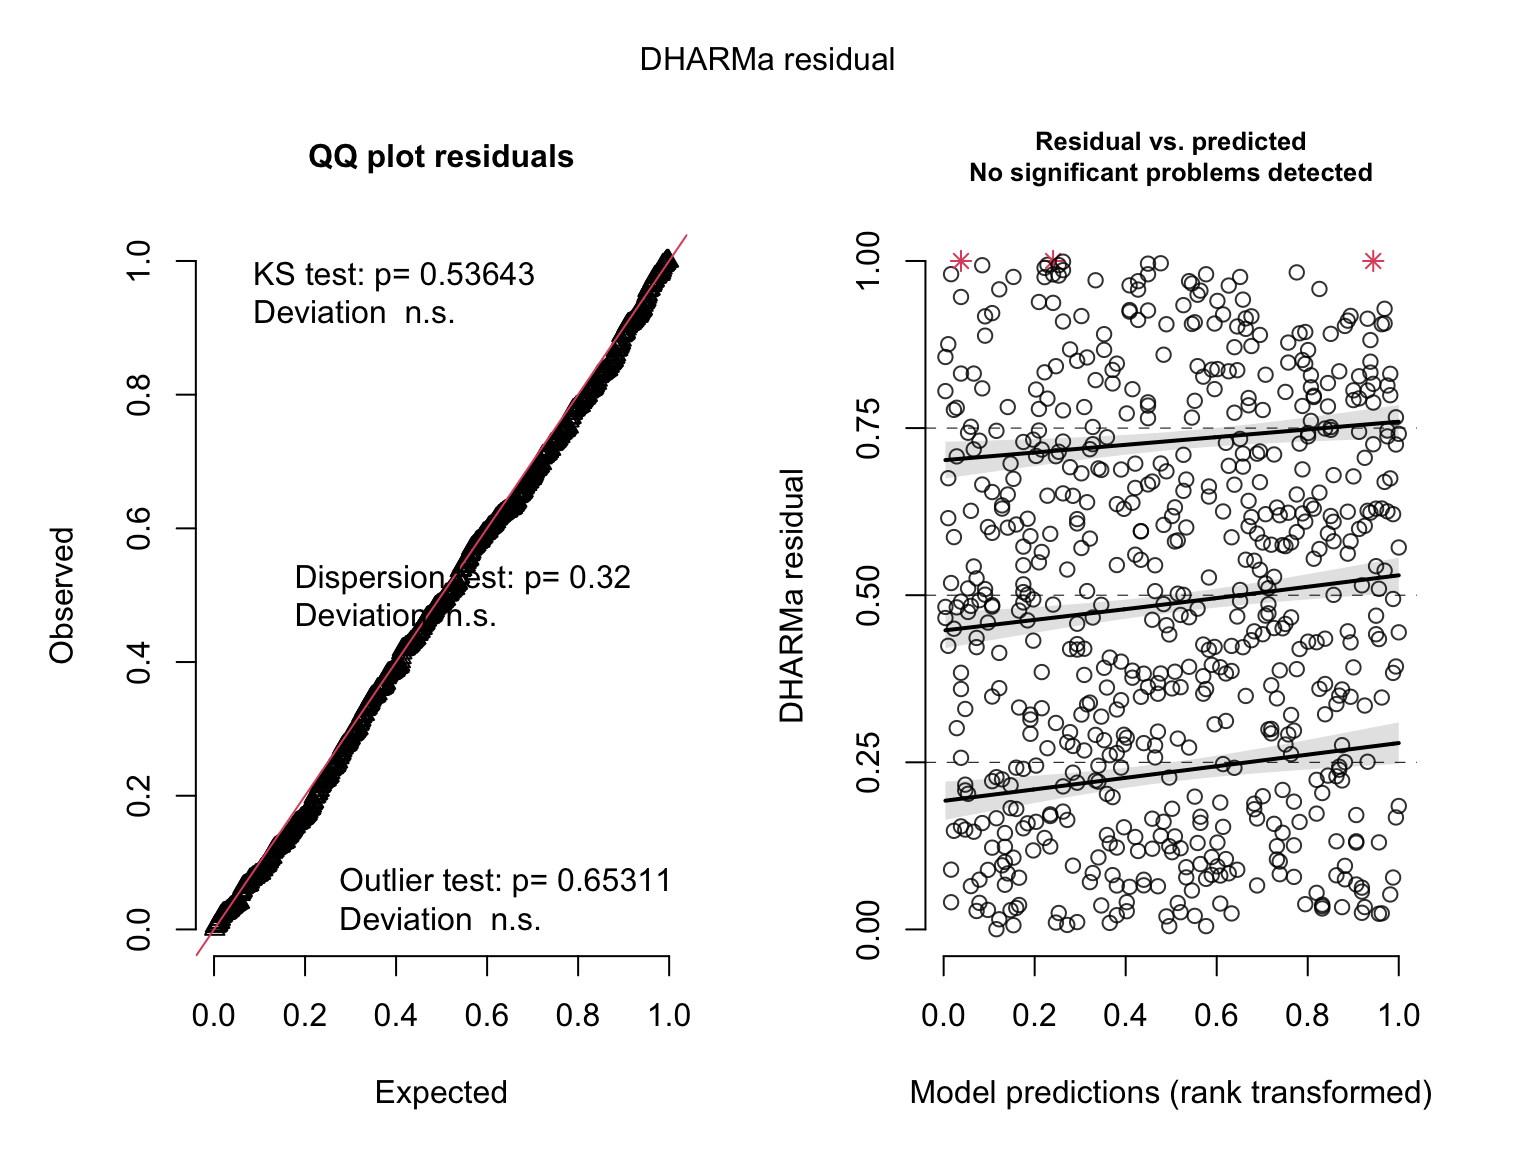 DHARMa residual
QQ plot residuals
KS test: p= 0.53643
Deviation  n.s.
Dispersion test: p= 0.32
Deviation  n.s.
Outlier test: p= 0.65311
Deviation  n.s.
Observed
0.0
0.2
0.4
0.6
0.8
1.0
0.0 0.2 0.4 0.6 0.8 1.0
Expected
Residual vs. predicted
No significant problems detected
DHARMa residual
0.00
0.25
0.50
0.75
1.00
0.0 0.2 0.4 0.6 0.8 1.0
Model predictions (rank transformed)